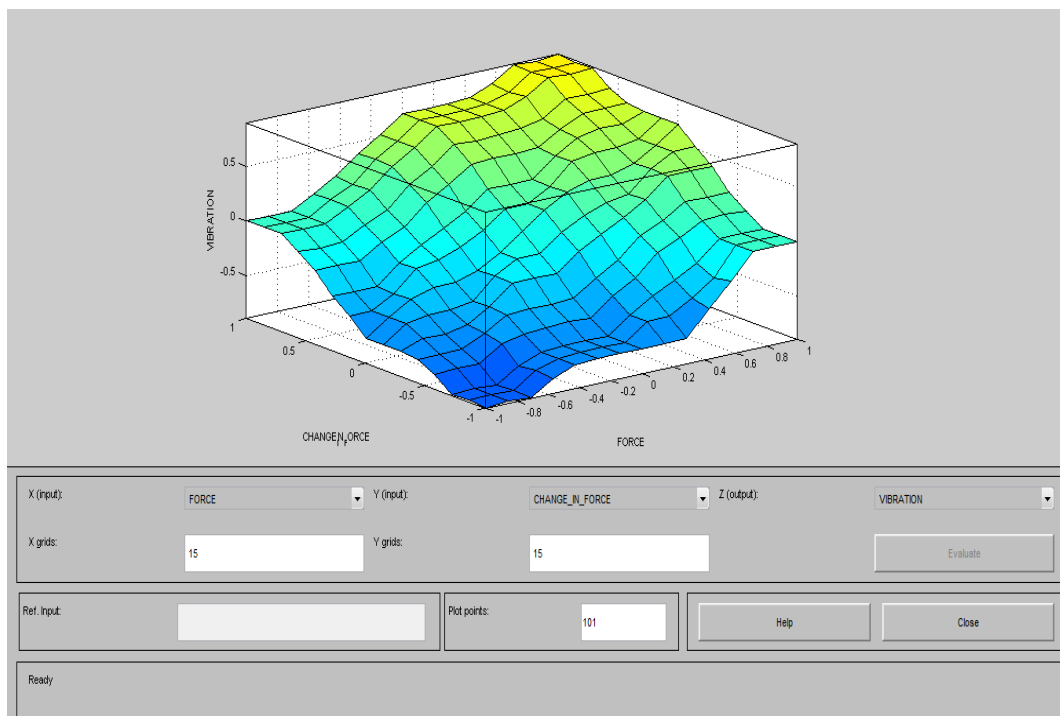 0.5
0
-0.5
VIBRATION
1
0.5
0
-0.5
-1
CHANGE_IN_FORCE
-1
-0.8
-0.6
-0.4
-0.2
0
0.2
0.4
0.6
0.8
1
FORCE
X (input): FORCE Y (input): CHANGE_IN_FORCE Z (output): VIBRATION
X grids: 15 Y grids: 15 Evaluate
Ref. Input: Plot points: 101 Help Close
Ready